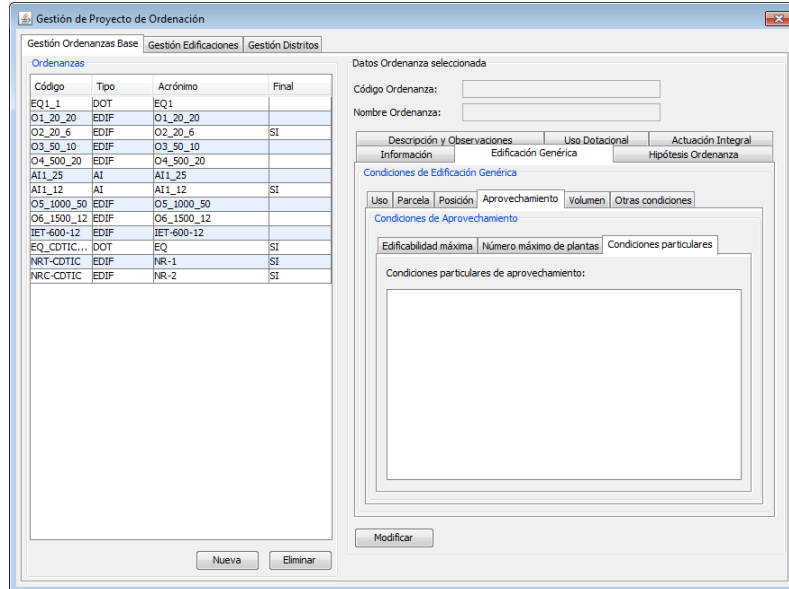 Gestión de Proyecto de Ordenación
Gestión Ordenanzas Base Gestión Edificaciones Gestión Distritos
Ordenanzas
Código Tipo Acrónimo Final
EQ1_1 DOT EQ1
O1_20_20 EDIF O1_20_20
O2_20_6 EDIF O2_20_6 SI
O3_50_10 EDIF O3_50_10
O4_500_20 EDIF O4_500_20
AI1_25 AI AI1_25
AI1_12 AI AI1_12 SI
O5_1000_50 EDIF O5_1000_50
O6_1500_12 EDIF O6_1500_12
IET-600-12 EDIF IET-600-12
EQ_CDTIC... DOT EQ SI
NRT-CDTIC EDIF NR-1 SI
NRC-CDTIC EDIF NR-2 SI
Nueva Eliminar
Datos Ordenanza seleccionada
Código Ordenanza:
Nombre Ordenanza:
Descripción y Observaciones Uso Dotacional Actuación Integral
Información Edificación Genérica Hipótesis Ordenanza
Condiciones de Edificación Genérica
Uso Parcela Posición Aprovechamiento Volumen Otras condiciones
Condiciones de Aprovechamiento
Edificabilidad máxima Número máximo de plantas Condiciones particulares
Condiciones particulares de aprovechamiento:
Modificar